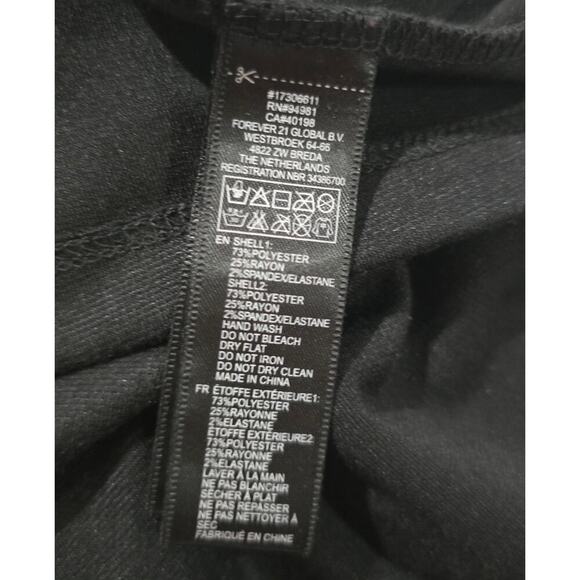 #17306611
RN#94981
CA#40198
FOREVER 21 GLOBAL B.V.
WESTBROEK 64-66
4822 ZW BREDA
THE NETHERLANDS
REGISTRATION NBR 34386700
EN SHELL1:
73%POLYESTER
25%RAYON
2%SPANDEX/ELASTANE
SHELL2:
73%POLYESTER
25%RAYON
2%SPANDEX/ELASTANE
HAND WASH
DO NOT BLEACH
DRY FLAT
DO NOT IRON
DO NOT DRY CLEAN
MADE IN CHINA
FR ÉTOFFE EXTÉRIEURE1:
73%POLYESTER
25%RAYONNE
2%ELASTANE
ÉTOFFE EXTÉRIEURE2:
73%POLYESTER
25%RAYONNE
2%ELASTANE
LAVER À LA MAIN
NE PAS BLANCHIR
SÉCHER À PLAT
NE PAS REPASSER
NE PAS NETTOYER À
SEC
FABRIQUÉ EN CHINE